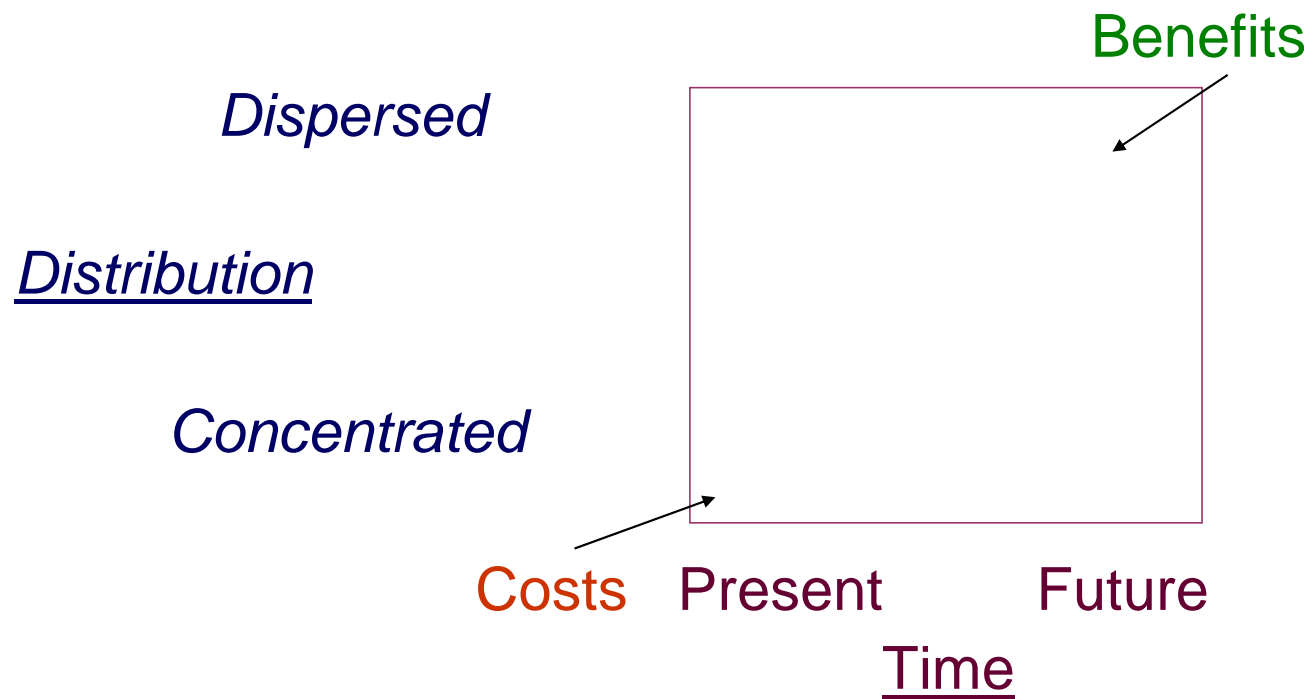 Benefits
Dispersed
Distribution
Concentrated
Costs Present Future
Time